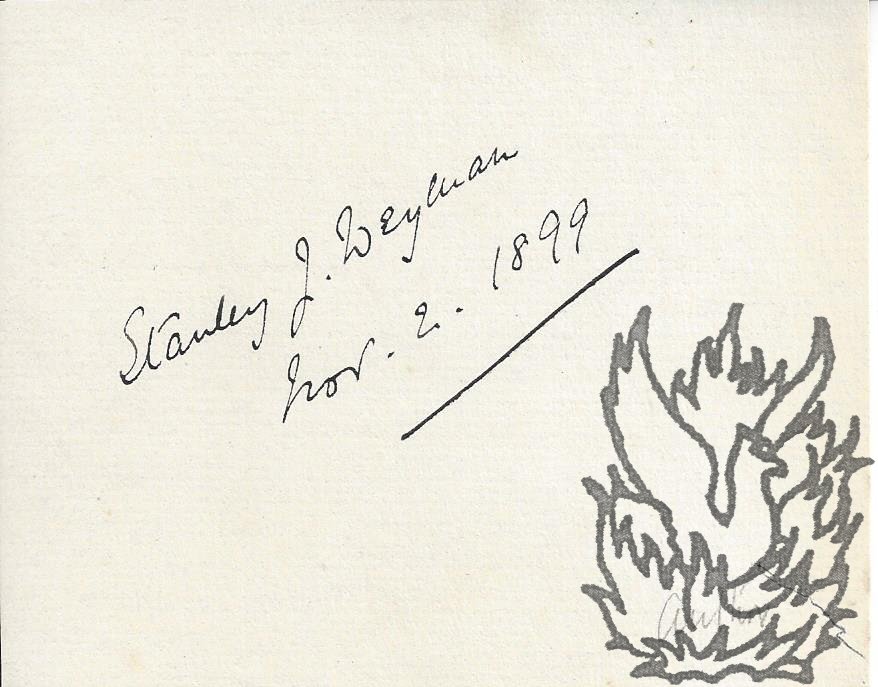 Stanley J. Weyman
Nov. 2. 1899